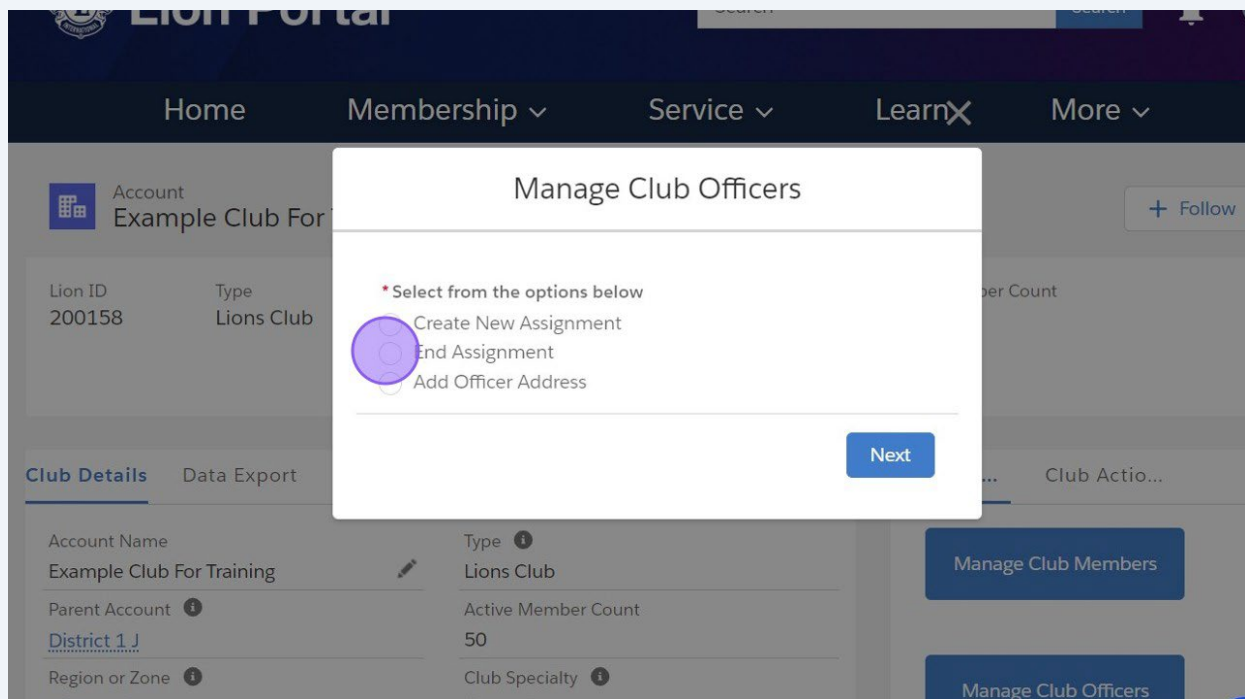 Lion Portal
Search
Search
Home
Membership
Service
Learn
More
Manage Club Officers
Account
Example Club For
+ Follow
Lion ID
200158
Type
Lions Club
*Select from the options below
Create New Assignment
End Assignment
Add Officer Address
Next
Count
Club Details
Data Export
...
Club Actio...
Account Name
Example Club For Training
Type
Lions Club
Manage Club Members
Parent Account
District 1 J
Active Member Count
50
Region or Zone
Club Specialty
Manage Club Officers